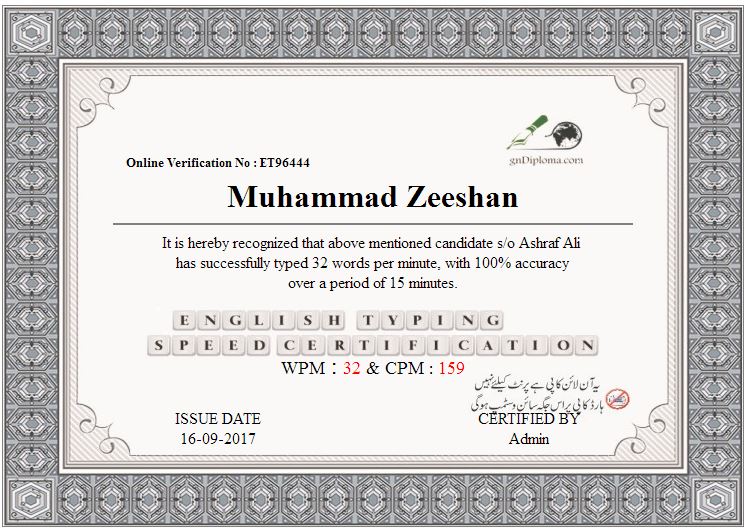 gnDiploma.com
Online Verification No : ET96444
Muhammad Zeeshan
It is hereby recognized that above mentioned candidate s/o Ashraf Ali
has successfully typed 32 words per minute, with 100% accuracy
over a period of 15 minutes.
ENGLISH TYPING
SPEED CERTIFICATION
WPM : 32 & CPM : 159
یہ آن لائن کاپی ہے پرنٹ کیلئے نہیں
ہارڈ کاپی پر اس جگہ سائن و سٹمپ ہوگی
ISSUE DATE
CERTIFIED BY
16-09-2017
Admin